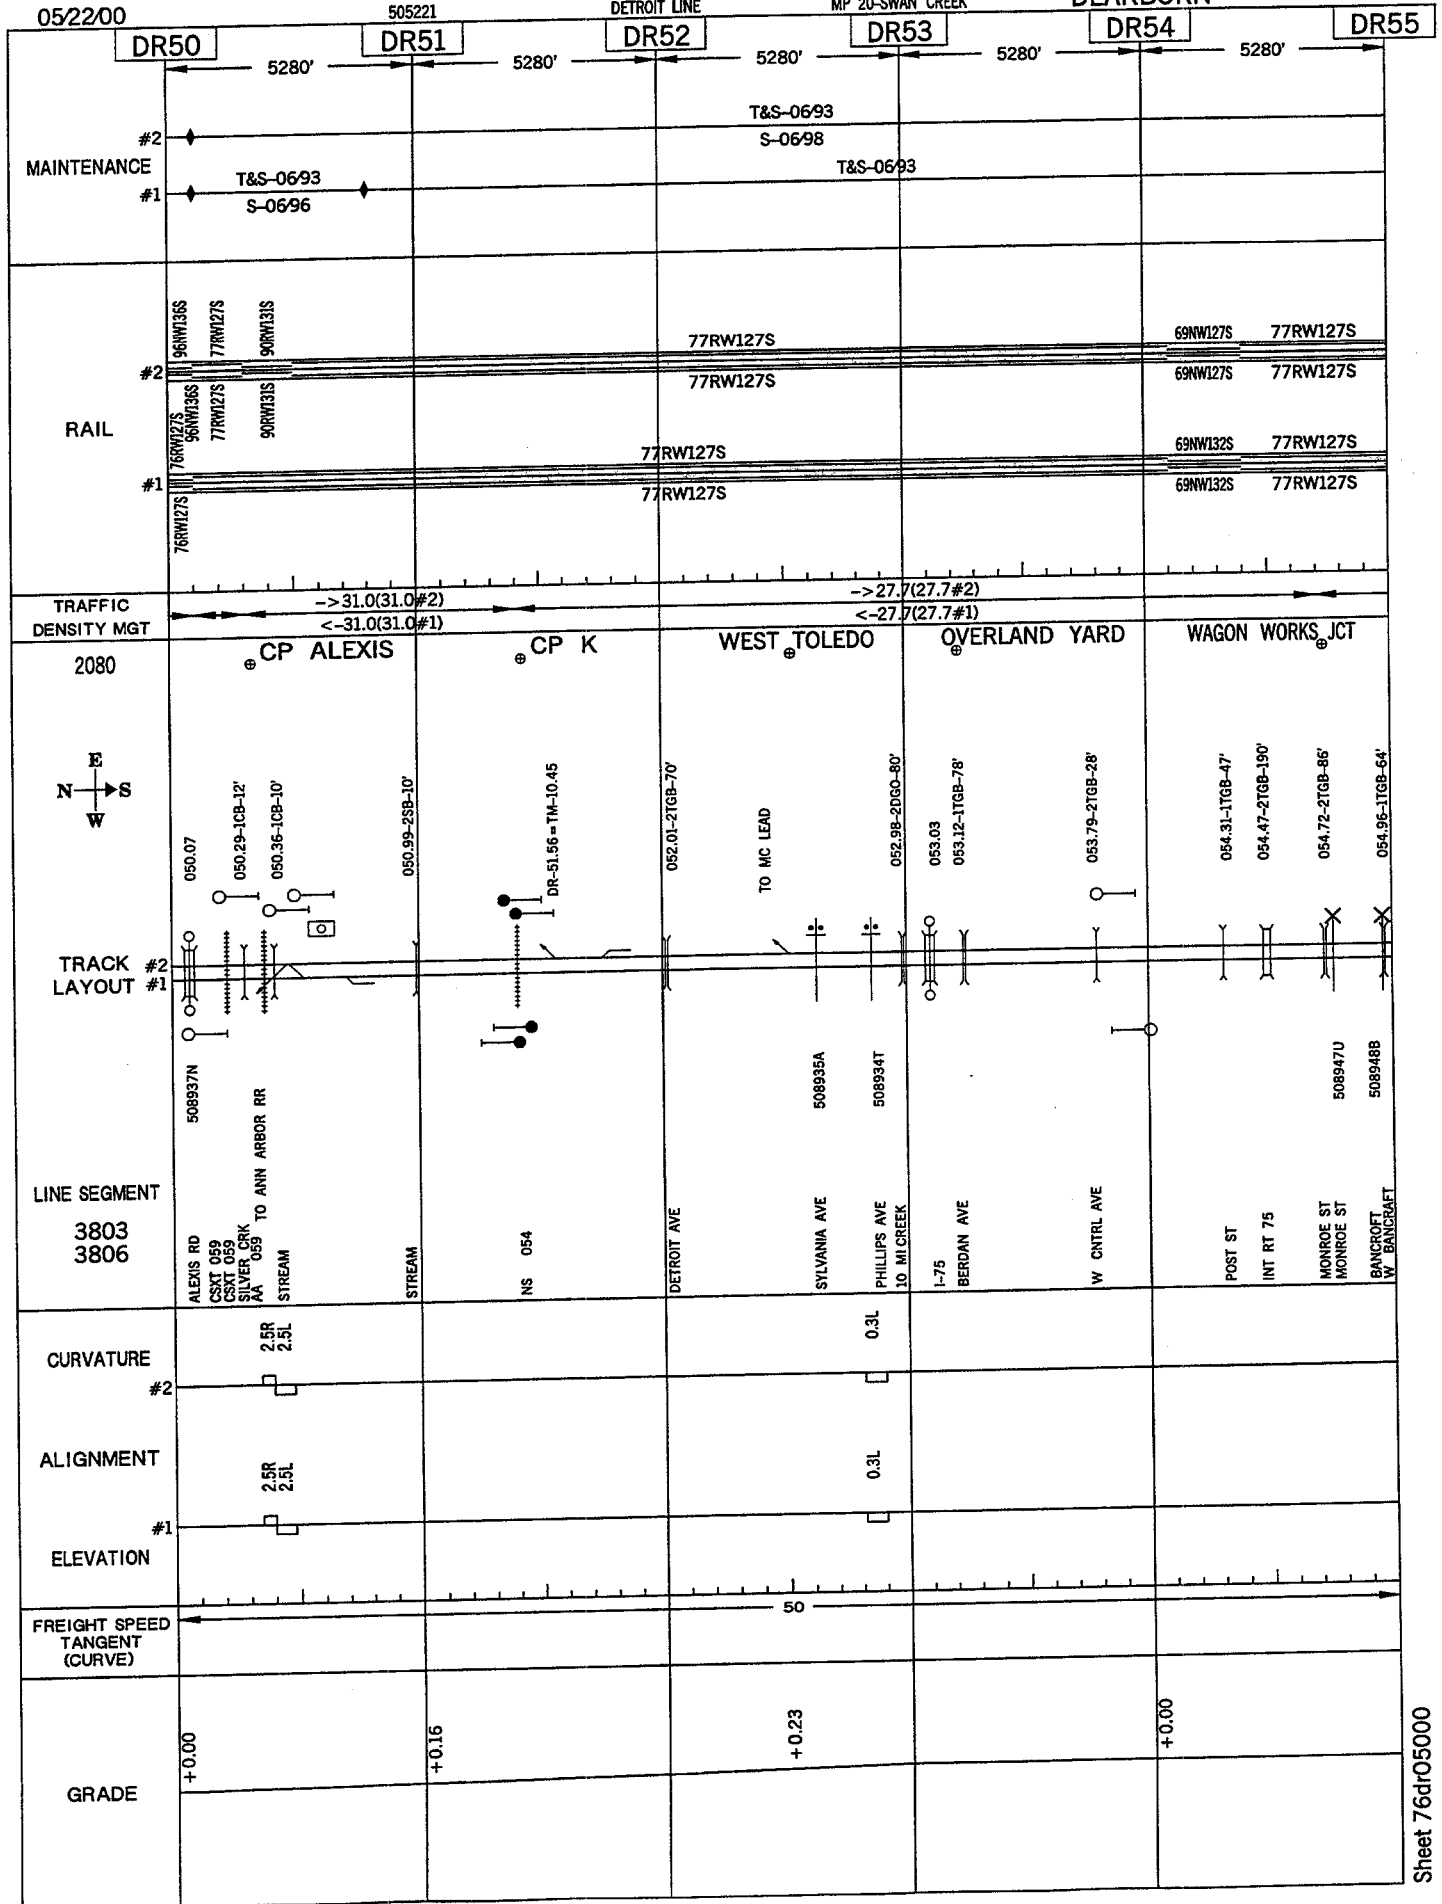 05/22/00
505221
DETROIT LINE
MP 20-SWAN CREEK
DEARBORN
DR50
DR51
DR52
DR53
DR54
DR55
5280'
5280'
5280'
5280'
5280'
MAINTENANCE
#2
T&S-06/93
S-06/98
#1
T&S-06/93
S-06/96
T&S-06/93
RAIL
#2
96NW136S
77RW127S
90RW131S
77RW127S
69NW127S
77RW127S
96NW136S
77RW127S
90RW131S
77RW127S
69NW127S
77RW127S
#1
76RW127S
77RW127S
69NW132S
77RW127S
76RW127S
77RW127S
69NW132S
77RW127S
TRAFFIC
DENSITY MGT
->31.0(31.0#2)
<-31.0(31.0#1)
->27.7(27.7#2)
<-27.7(27.7#1)
2080
CP ALEXIS
CP K
WEST TOLEDO
OVERLAND YARD
WAGON WORKS JCT
E
N
S
W
050.07
050.29-1CB-12'
050.36-1CB-10'
050.99-2SB-10'
DR-51.56=TM-10.45
052.01-2TGB-70'
TO MC LEAD
052.98-2DGO-80'
053.03
053.12-1TGB-78'
053.79-2TGB-28'
054.31-1TGB-47'
054.47-2TGB-190'
054.72-2TGB-86'
054.96-1TGB-64'
TRACK #2
LAYOUT #1
508937N
508935A
508934T
508947U
508948B
LINE SEGMENT
3803
3806
ALEXIS RD
CSXT 059
CSXT 059
SILVER CRK
AA 059 TO ANN ARBOR RR
STREAM
STREAM
NS 054
DETROIT AVE
SYLVANIA AVE
PHILLIPS AVE
10 MI CREEK
I-75
BERDAN AVE
W CNTRL AVE
POST ST
INT RT 75
MONROE ST
MONROE ST
BANCROFT
W BANCRAFT
CURVATURE
#2
2.5R
2.5L
0.3L
ALIGNMENT
#1
2.5R
2.5L
0.3L
ELEVATION
FREIGHT SPEED
TANGENT
(CURVE)
50
GRADE
+0.00
+0.16
+0.23
+0.00
Sheet 76dr05000